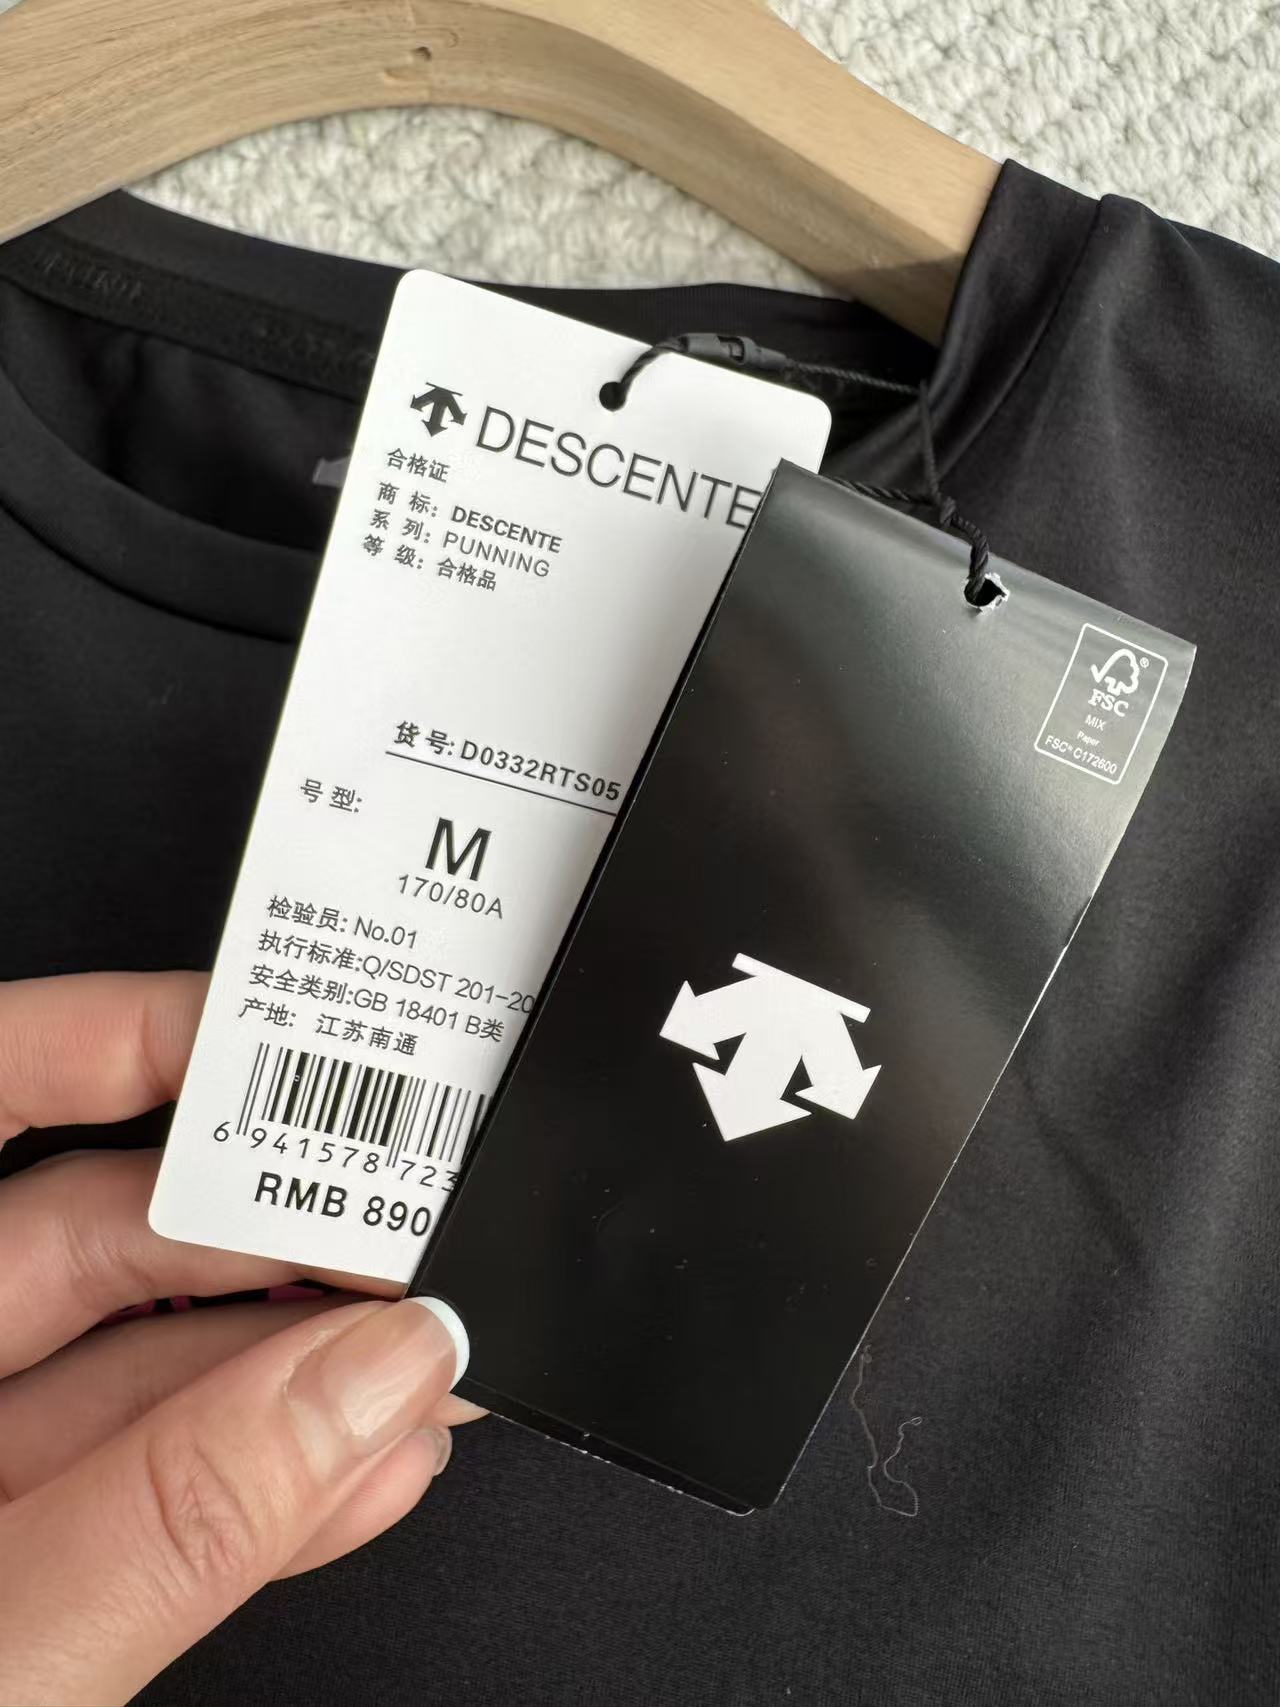 DESCENTE
合格证
商 标: DESCENTE
系 列: PUNNING
等 级: 合格品
货 号: D0332RTS05
号 型:
M
170/80A
检验员: No.01
执行标准:Q/SDST 201-20
安全类别:GB 18401 B类
产地: 江苏南通
6 941578 723
RMB 890
FSC®
MIX
Paper
FSC® C172600